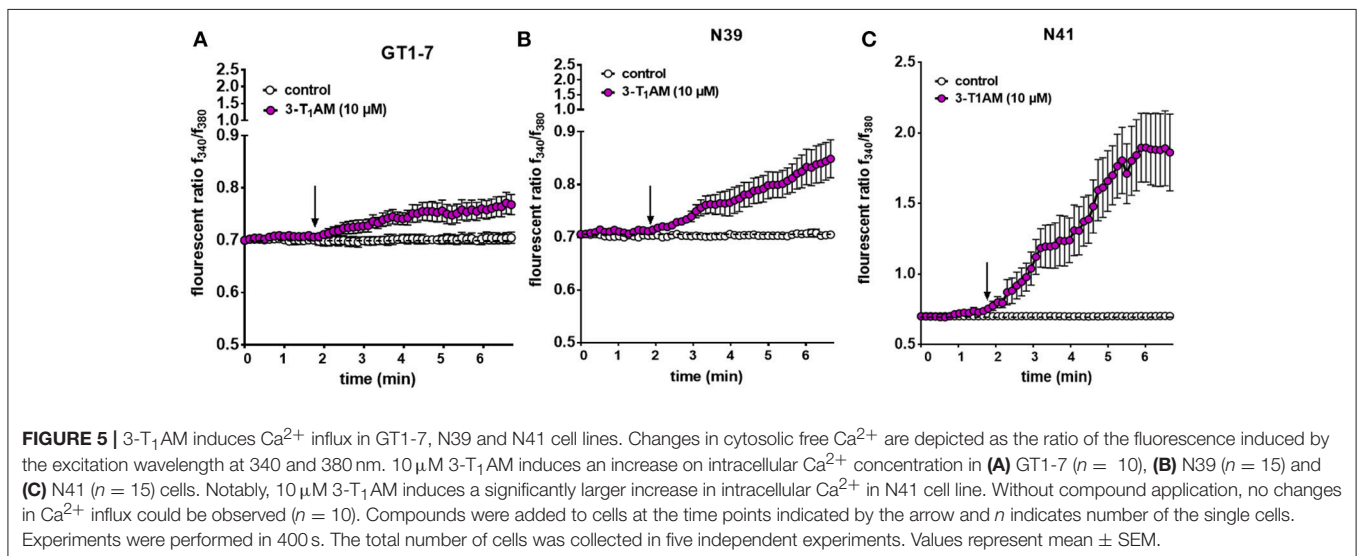 A
GT1-7
2.5
2.0
1.5
1.0
0.9
0.8
0.7
0.6
0.5
control
3-T₁AM (10 µM)
flourescent ratio f₃₄₀/f₃₈₀
0 1 2 3 4 5 6
time (min)
B
N39
2.5
2.0
1.5
1.0
0.9
0.8
0.7
0.6
0.5
control
3-T₁AM (10 µM)
flourescent ratio f₃₄₀/f₃₈₀
0 1 2 3 4 5 6
time (min)
C
N41
2.5
2.0
1.5
1.0
0.5
control
3-T1AM (10 µM)
flourescent ratio f₃₄₀/f₃₈₀
0 1 2 3 4 5 6
time (min)
FIGURE 5 | 3-T₁AM induces Ca²⁺ influx in GT1-7, N39 and N41 cell lines. Changes in cytosolic free Ca²⁺ are depicted as the ratio of the fluorescence induced by
the excitation wavelength at 340 and 380 nm. 10 µM 3-T₁AM induces an increase on intracellular Ca²⁺ concentration in (A) GT1-7 (n = 10), (B) N39 (n = 15) and
(C) N41 (n = 15) cells. Notably, 10 µM 3-T₁AM induces a significantly larger increase in intracellular Ca²⁺ in N41 cell line. Without compound application, no changes
in Ca²⁺ influx could be observed (n = 10). Compounds were added to cells at the time points indicated by the arrow and n indicates number of the single cells.
Experiments were performed in 400 s. The total number of cells was collected in five independent experiments. Values represent mean ± SEM.